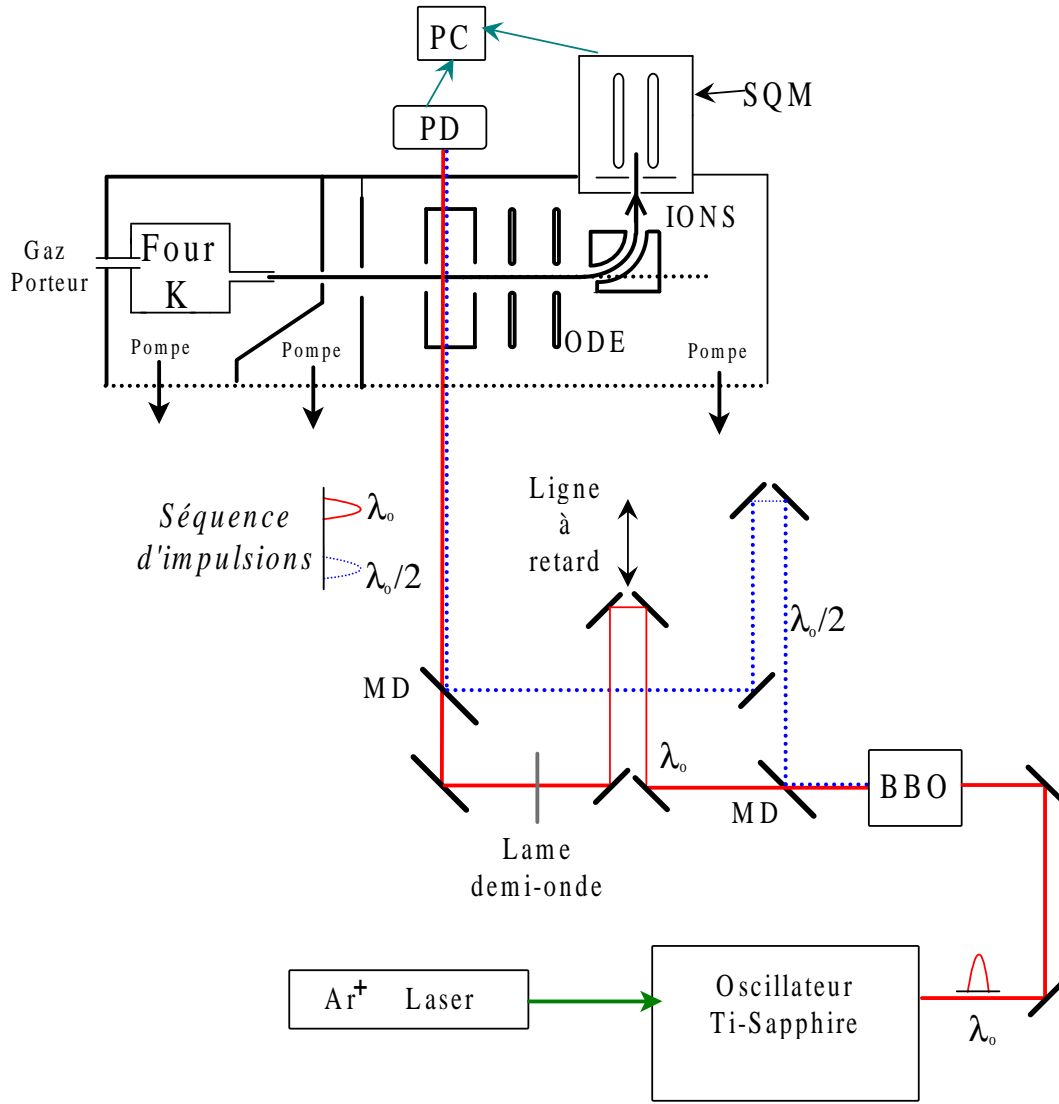 PC
SQM
PD
IONS
Gaz
Porteur
Four
K
ODE
Pompe
Pompe
Pompe
Séquence
d'impulsions
λo
λo/2
Ligne
à
retard
λo/2
MD
λo
MD
BBO
Lame
demi-onde
Ar+ Laser
Oscillateur
Ti-Sapphire
λo